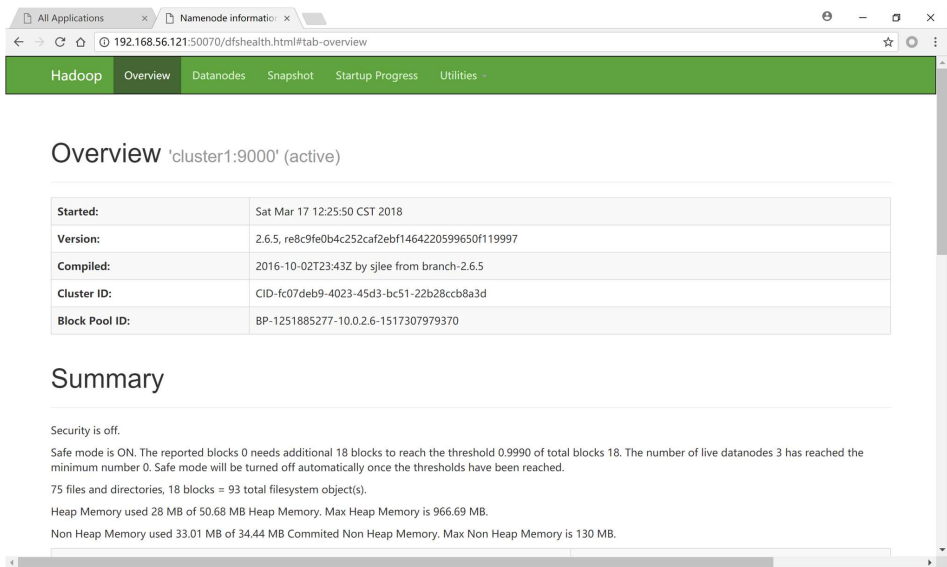 All Applications
Namenode information
192.168.56.121:50070/dfshealth.html#tab-overview
Hadoop Overview Datanodes Snapshot Startup Progress Utilities
Overview 'cluster1:9000' (active)
Started: Sat Mar 17 12:25:50 CST 2018
Version: 2.6.5, re8c9fe0b4c252caf2ebf1464220599650f119997
Compiled: 2016-10-02T23:43Z by sjlee from branch-2.6.5
Cluster ID: CID-fc07deb9-4023-45d3-bc51-22b28ccb8a3d
Block Pool ID: BP-1251885277-10.0.2.6-1517307979370
Summary
Security is off.
Safe mode is ON. The reported blocks 0 needs additional 18 blocks to reach the threshold 0.9990 of total blocks 18. The number of live datanodes 3 has reached the
minimum number 0. Safe mode will be turned off automatically once the thresholds have been reached.
75 files and directories, 18 blocks = 93 total filesystem object(s).
Heap Memory used 28 MB of 50.68 MB Heap Memory. Max Heap Memory is 966.69 MB.
Non Heap Memory used 33.01 MB of 34.44 MB Commited Non Heap Memory. Max Non Heap Memory is 130 MB.